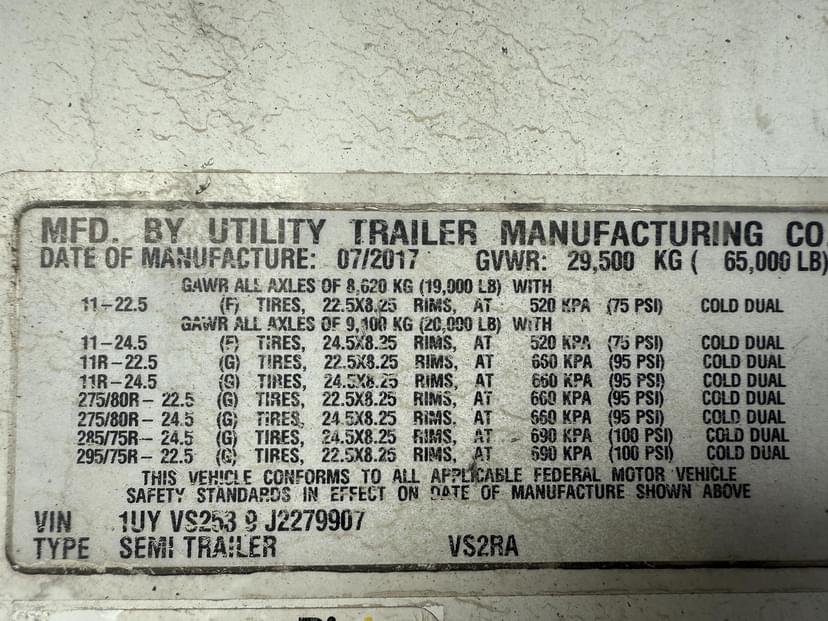 MFD. BY UTILITY TRAILER MANUFACTURING CO.
DATE OF MANUFACTURE: 07/2017 GVWR: 29,500 KG ( 65,000 LB)
GAWR ALL AXLES OF 8,620 KG (19,000 LB) WITH
11-22.5 (F) TIRES, 22.5X8.25 RIMS, AT 520 KPA (75 PSI) COLD DUAL
GAWR ALL AXLES OF 9,100 KG (20,000 LB) WITH
11-24.5 (F) TIRES, 24.5X8.25 RIMS, AT 520 KPA (75 PSI) COLD DUAL
11R-22.5 (G) TIRES, 22.5X8.25 RIMS, AT 660 KPA (95 PSI) COLD DUAL
11R-24.5 (G) TIRES, 24.5X8.25 RIMS, AT 660 KPA (95 PSI) COLD DUAL
275/80R-22.5 (G) TIRES, 22.5X8.25 RIMS, AT 660 KPA (95 PSI) COLD DUAL
275/80R-24.5 (G) TIRES, 24.5X8.25 RIMS, AT 660 KPA (95 PSI) COLD DUAL
285/75R-24.5 (G) TIRES, 24.5X8.25 RIMS, AT 690 KPA (100 PSI) COLD DUAL
295/75R-22.5 (G) TIRES, 22.5X8.25 RIMS, AT 690 KPA (100 PSI) COLD DUAL
THIS VEHICLE CONFORMS TO ALL APPLICABLE FEDERAL MOTOR VEHICLE
SAFETY STANDARDS IN EFFECT ON DATE OF MANUFACTURE SHOWN ABOVE
VIN 1UY VS253 9 J2279907
TYPE SEMI TRAILER VS2RA